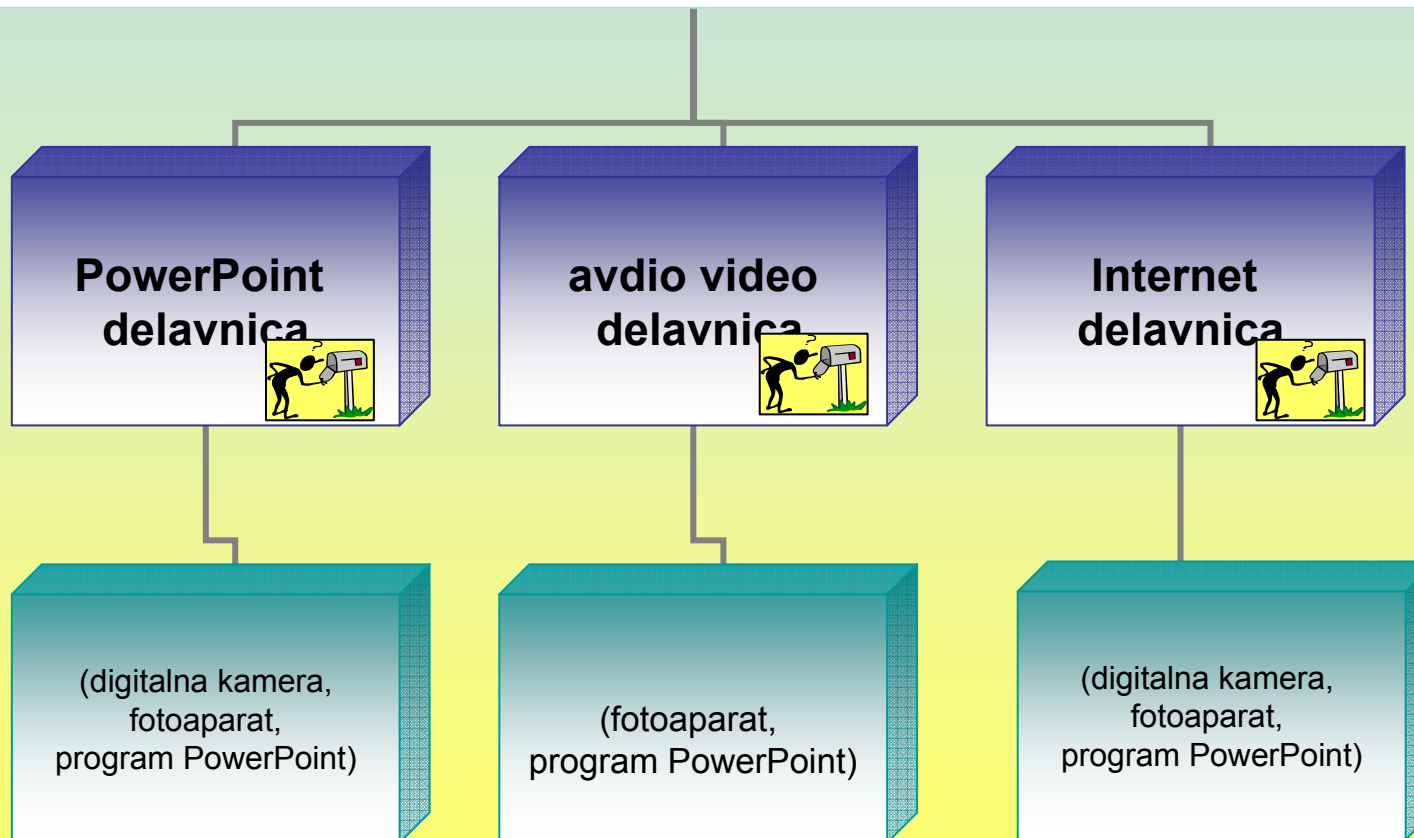 PowerPoint
delavnica
avdio video
delavnica
Internet
delavnica
(digitalna kamera,
fotoaparat,
program PowerPoint)
(fotoaparat,
program PowerPoint)
(digitalna kamera,
fotoaparat,
program PowerPoint)